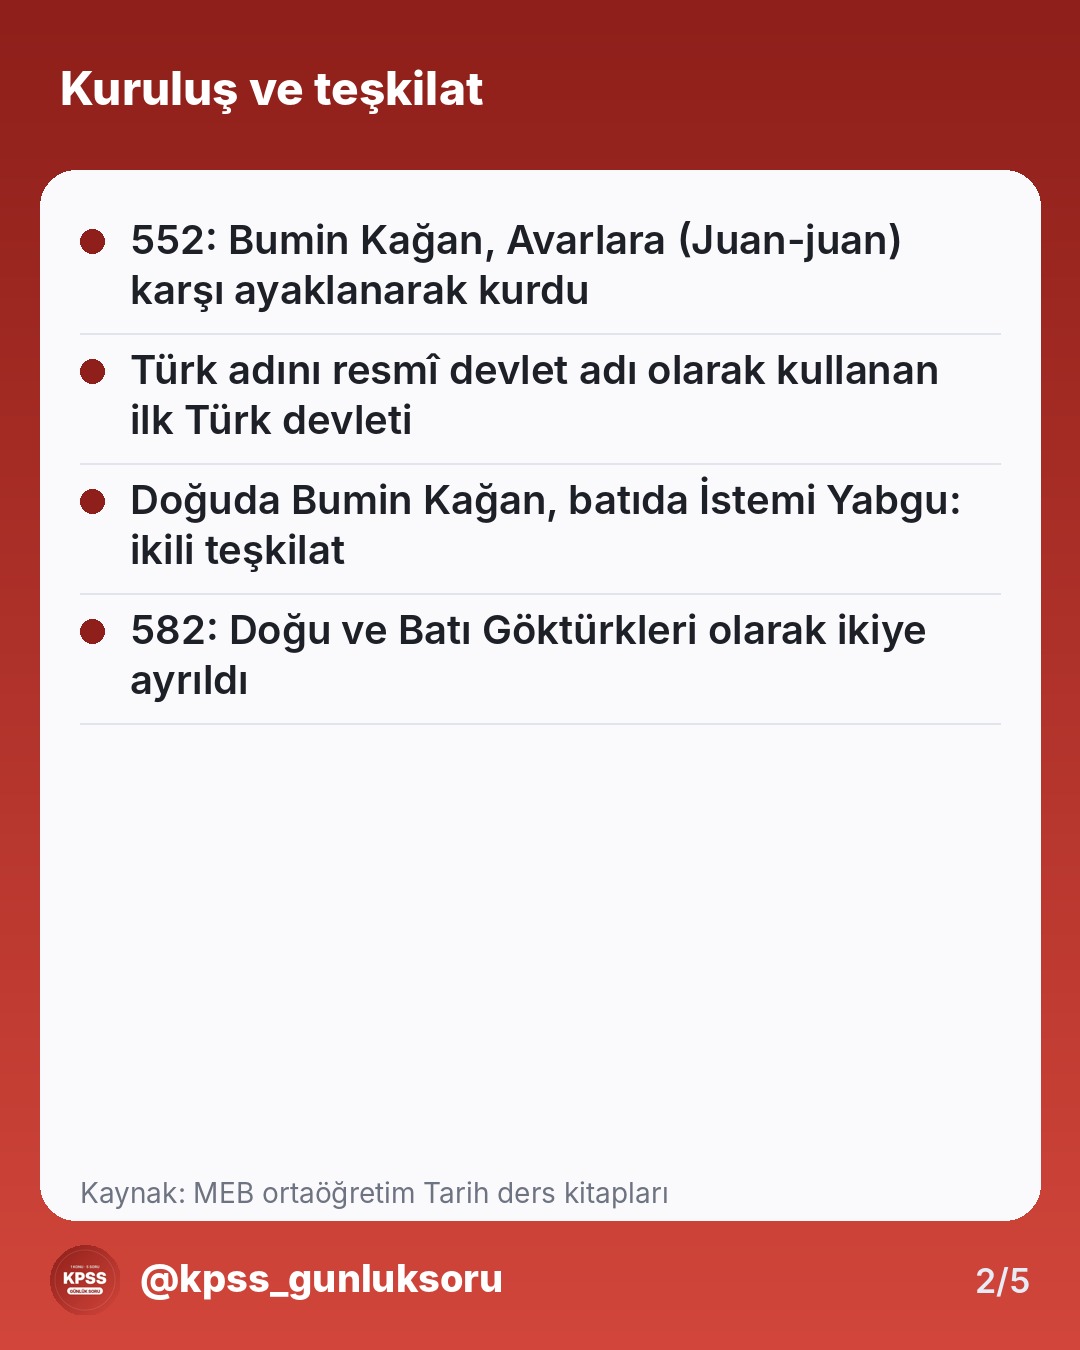 Kuruluş ve teşkilat
552: Bumin Kağan, Avarlara (Juan-juan)
karşı ayaklanarak kurdu
Türk adını resmî devlet adı olarak kullanan
ilk Türk devleti
Doğuda Bumin Kağan, batıda İstemi Yabgu:
ikili teşkilat
582: Doğu ve Batı Göktürkleri olarak ikiye
ayrıldı
Kaynak: MEB ortaöğretim Tarih ders kitapları
KPSS
GÜNLÜK SORU
@kpss_gunluksoru
2/5